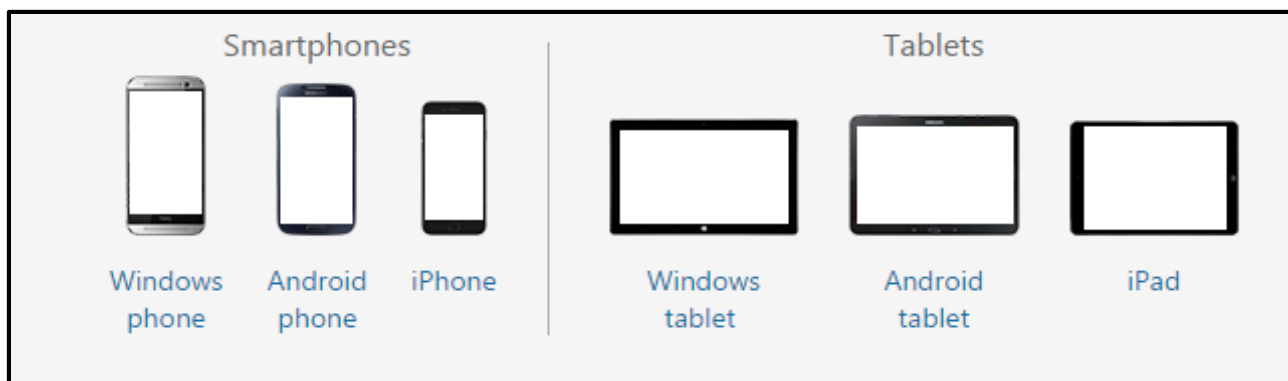 Smartphones
Tablets
Windows
phone
Android
phone
iPhone
Windows
tablet
Android
tablet
iPad